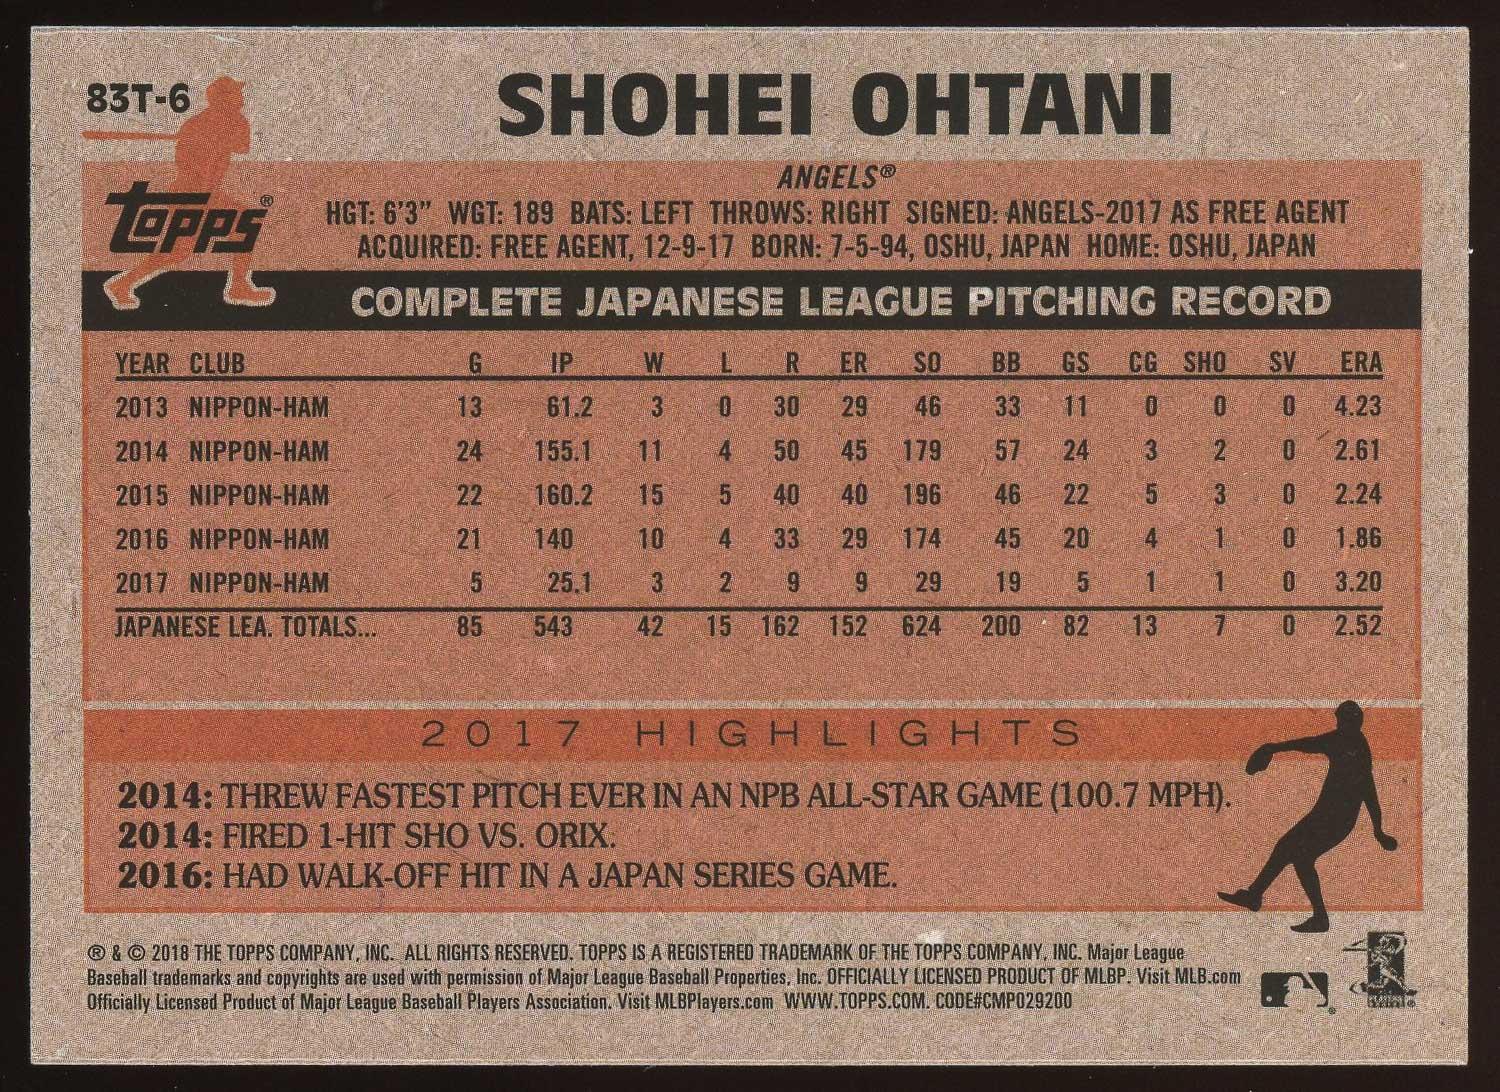 83T-6
SHOHEI OHTANI
topps®
ANGELS®
HGT: 6'3" WGT: 189 BATS: LEFT THROWS: RIGHT SIGNED: ANGELS-2017 AS FREE AGENT
ACQUIRED: FREE AGENT, 12-9-17 BORN: 7-5-94, OSHU, JAPAN HOME: OSHU, JAPAN
COMPLETE JAPANESE LEAGUE PITCHING RECORD
YEAR CLUB G IP W L R ER SO BB GS CG SHO SV ERA
2013 NIPPON-HAM 13 61.2 3 0 30 29 46 33 11 0 0 0 4.23
2014 NIPPON-HAM 24 155.1 11 4 50 45 179 57 24 3 2 0 2.61
2015 NIPPON-HAM 22 160.2 15 5 40 40 196 46 22 5 3 0 2.24
2016 NIPPON-HAM 21 140 10 4 33 29 174 45 20 4 1 0 1.86
2017 NIPPON-HAM 5 25.1 3 2 9 9 29 19 5 1 1 0 3.20
JAPANESE LEA. TOTALS... 85 543 42 15 162 152 624 200 82 13 7 0 2.52
2017 HIGHLIGHTS
2014: THREW FASTEST PITCH EVER IN AN NPB ALL-STAR GAME (100.7 MPH).
2014: FIRED 1-HIT SHO VS. ORIX.
2016: HAD WALK-OFF HIT IN A JAPAN SERIES GAME.
® & © 2018 THE TOPPS COMPANY, INC. ALL RIGHTS RESERVED. TOPPS IS A REGISTERED TRADEMARK OF THE TOPPS COMPANY, INC. Major League
Baseball trademarks and copyrights are used with permission of Major League Baseball Properties, Inc. OFFICIALLY LICENSED PRODUCT OF MLBP. Visit MLB.com
Officially Licensed Product of Major League Baseball Players Association. Visit MLBPlayers.com WWW.TOPPS.COM. CODE#CMP029200